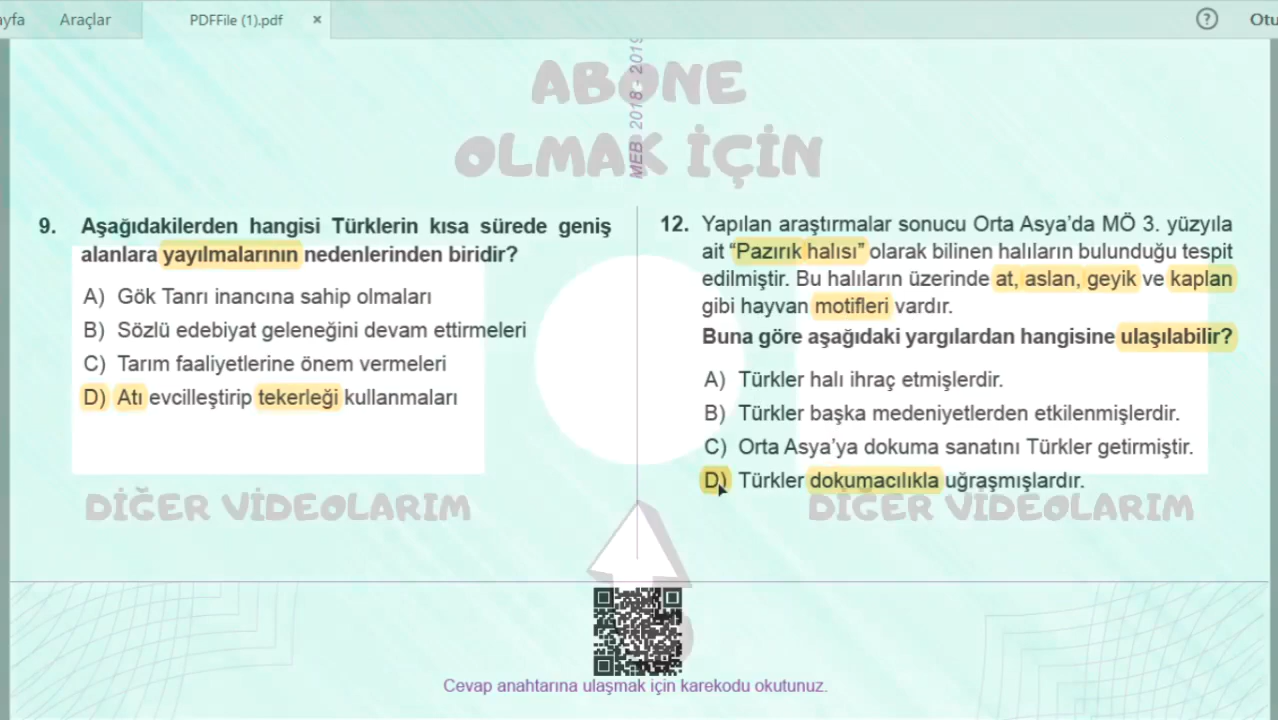 ayfa Araçlar PDFFile (1).pdf × ? Otu
MEB 2018 - 2019
ABONE
OLMAK İÇİN
9. Aşağıdakilerden hangisi Türklerin kısa sürede geniş
alanlara yayılmalarının nedenlerinden biridir?
A) Gök Tanrı inancına sahip olmaları
B) Sözlü edebiyat geleneğini devam ettirmeleri
C) Tarım faaliyetlerine önem vermeleri
D) Atı evcilleştirip tekerleği kullanmaları
DİĞER VİDEOLARIM
12. Yapılan araştırmalar sonucu Orta Asya’da MÖ 3. yüzyıla
ait “Pazırık halısı” olarak bilinen halıların bulunduğu tespit
edilmiştir. Bu halıların üzerinde at, aslan, geyik ve kaplan
gibi hayvan motifleri vardır.
Buna göre aşağıdaki yargılardan hangisine ulaşılabilir?
A) Türkler halı ihraç etmişlerdir.
B) Türkler başka medeniyetlerden etkilenmişlerdir.
C) Orta Asya’ya dokuma sanatını Türkler getirmiştir.
D) Türkler dokumacılıkla uğraşmışlardır.
DİĞER VİDEOLARIM
Cevap anahtarına ulaşmak için karekodu okutunuz.